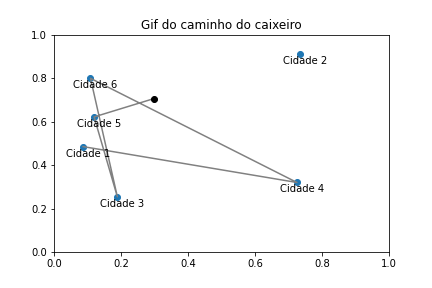 Gif do caminho do caixeiro
1.0
0.8
0.6
0.4
0.2
0.0
Cidade 2
Cidade 6
Cidade 5
Cidade 1
Cidade 4
Cidade 3
0.0 0.2 0.4 0.6 0.8 1.0